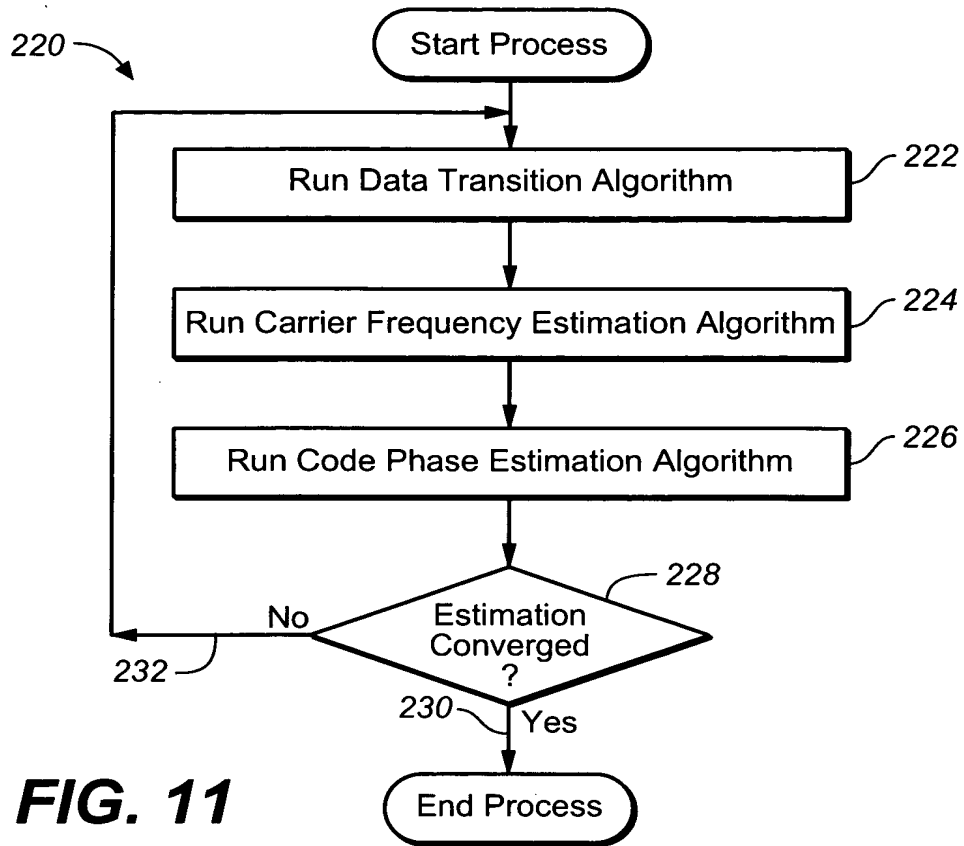 220
Start Process
Run Data Transition Algorithm
222
Run Carrier Frequency Estimation Algorithm
224
Run Code Phase Estimation Algorithm
226
228
Estimation
Converged
?
No
232
230
Yes
End Process
FIG. 11